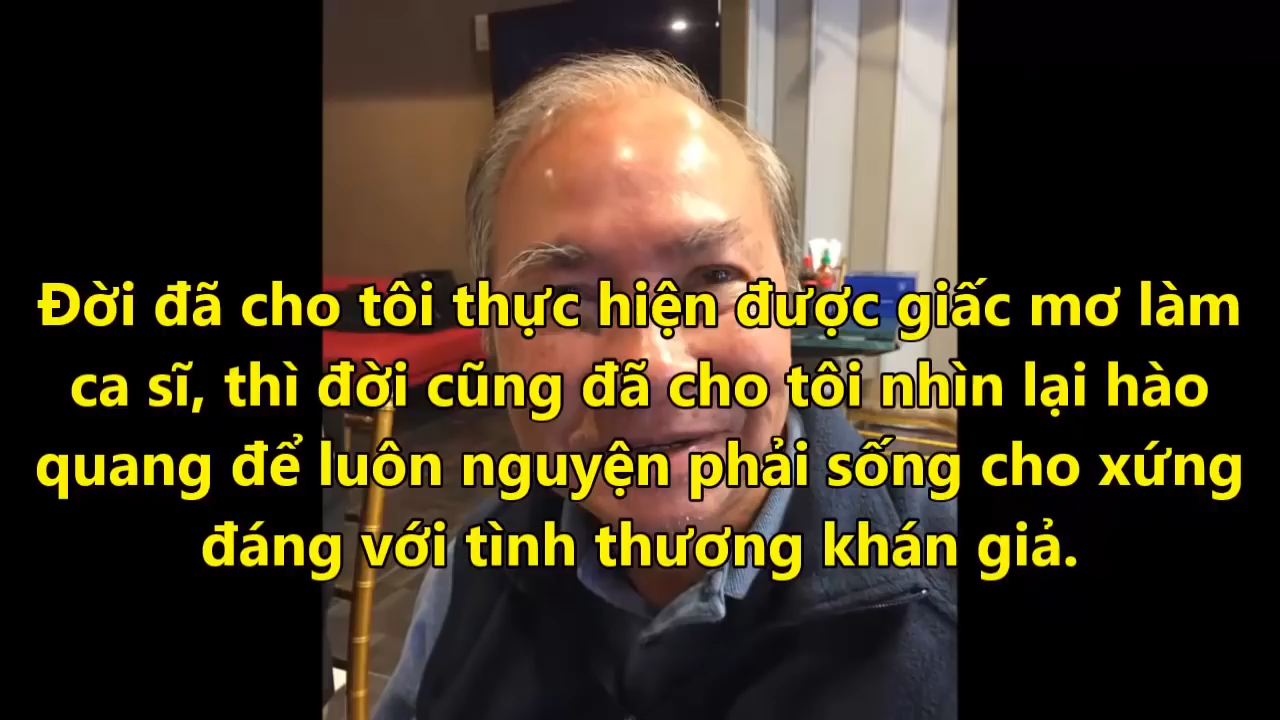 Đời đã cho tôi thực hiện được giấc mơ làm
ca sĩ, thì đời cũng đã cho tôi nhìn lại hào
quang để luôn nguyện phải sống cho xứng
đáng với tình thương khán giả.